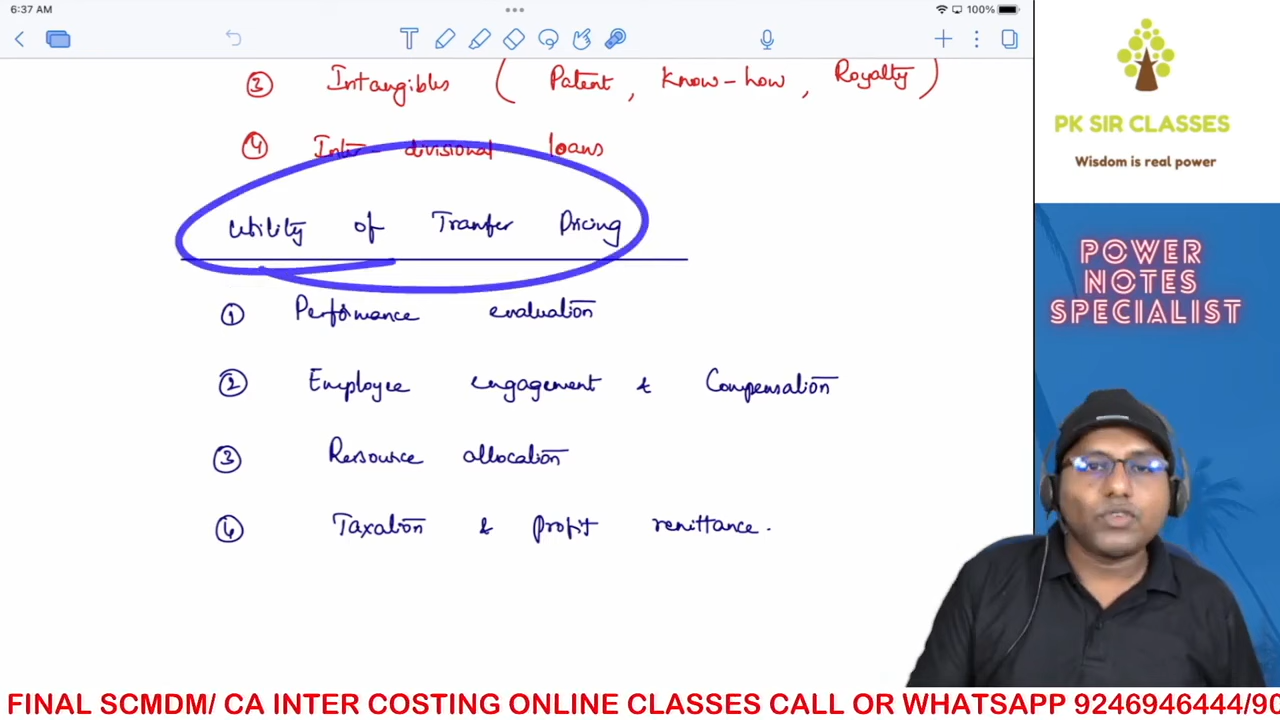 6:37 AM
100%
③ Intangibles ( Patent, Know-how, Royalty )
④ Inter-divisional loans
Utility of Tranfer Pricing
① Performance evaluation
② Employee engagement & Compensation
③ Resource allocation
④ Taxation & profit remittance.
PK SIR CLASSES
Wisdom is real power
POWER
NOTES
SPECIALIST
FINAL SCMDM/ CA INTER COSTING ONLINE CLASSES CALL OR WHATSAPP 9246946444/90